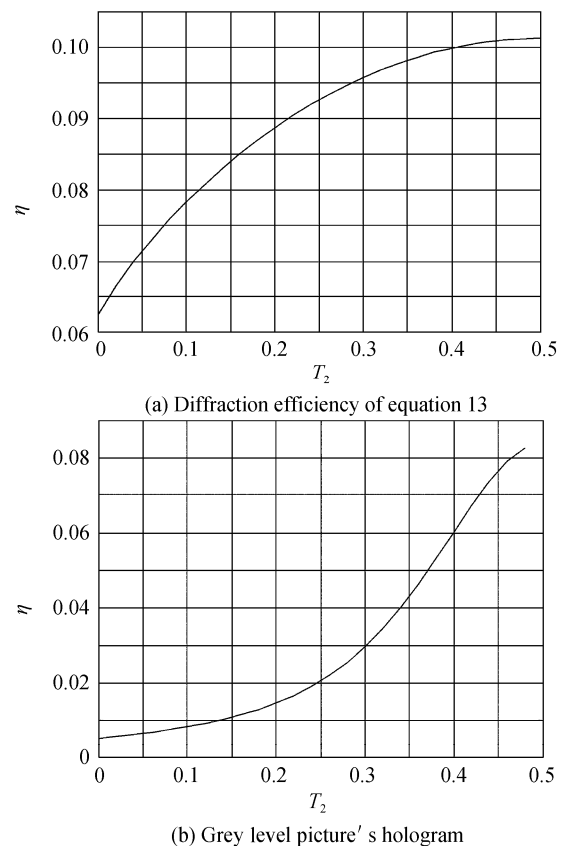 0.10
0.09
0.08
η
0.07
0.06
0 0.1 0.2 0.3 0.4 0.5
T₂
(a) Diffraction efficiency of equation 13
0.08
0.06
η
0.04
0.02
0
0 0.1 0.2 0.3 0.4 0.5
T₂
(b) Grey level picture′ s hologram